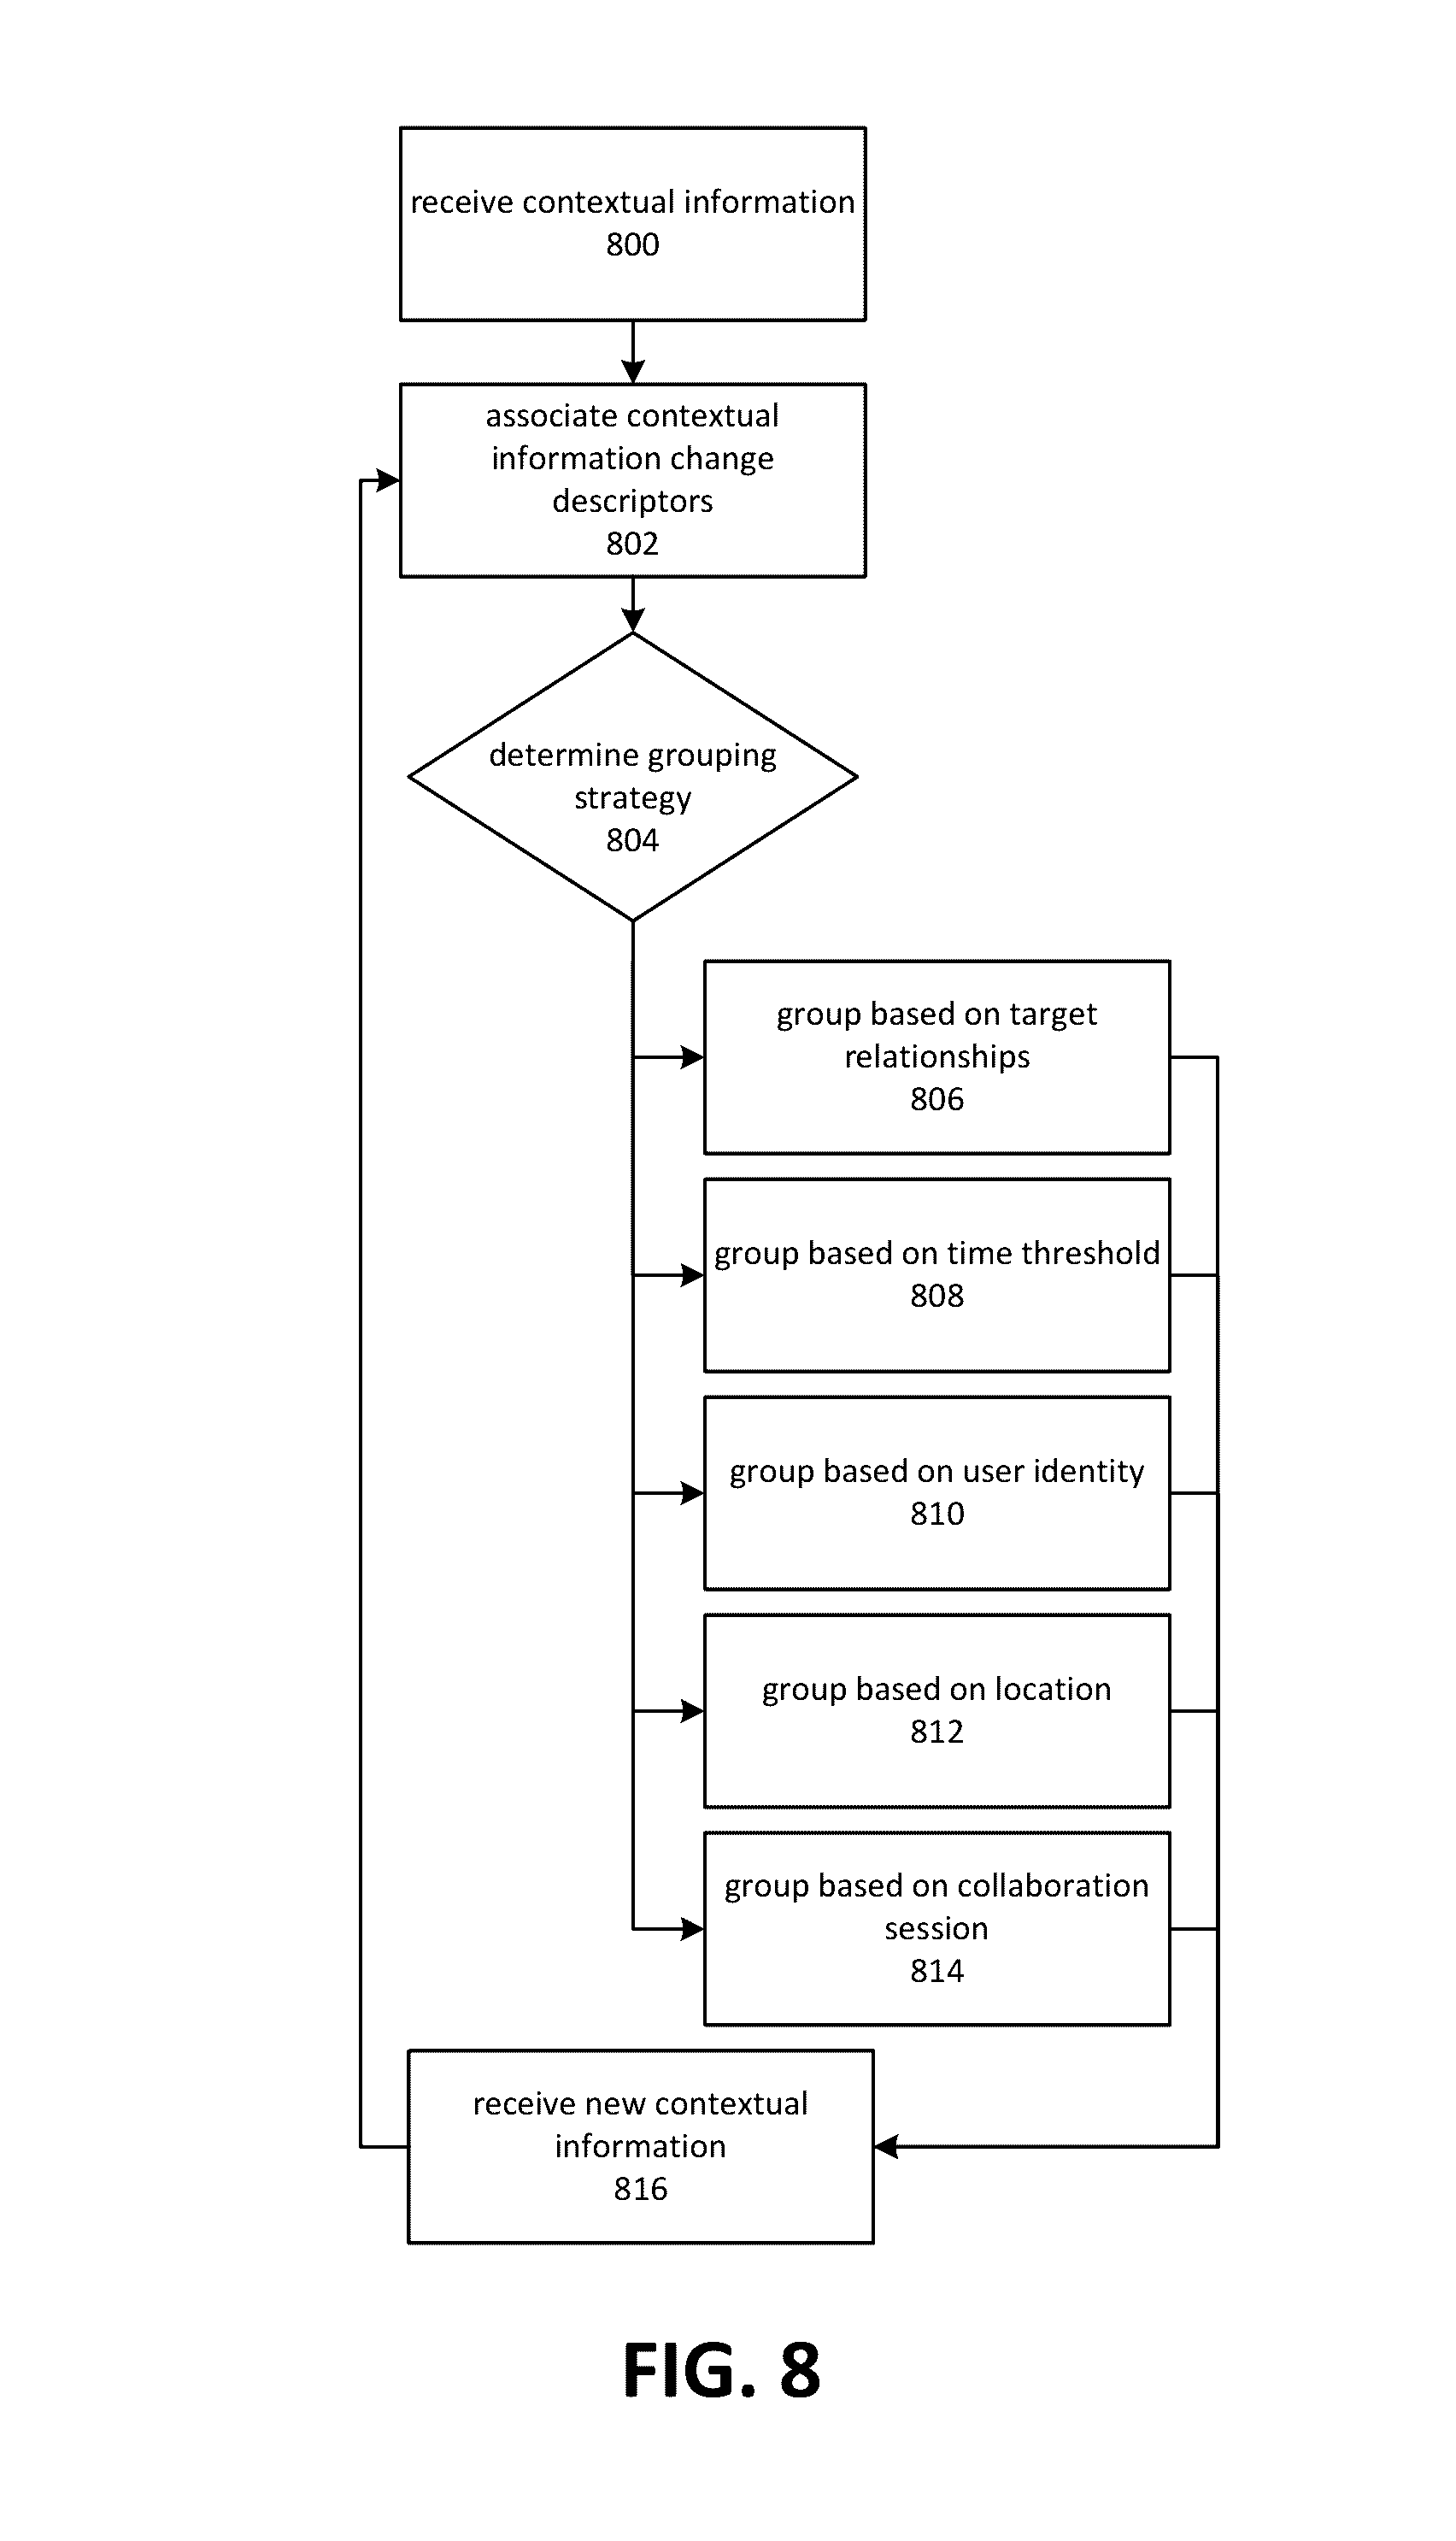 receive contextual information
800
associate contextual
information change
descriptors
802
determine grouping
strategy
804
group based on target
relationships
806
group based on time threshold
808
group based on user identity
810
group based on location
812
group based on collaboration
session
814
receive new contextual
information
816
FIG. 8